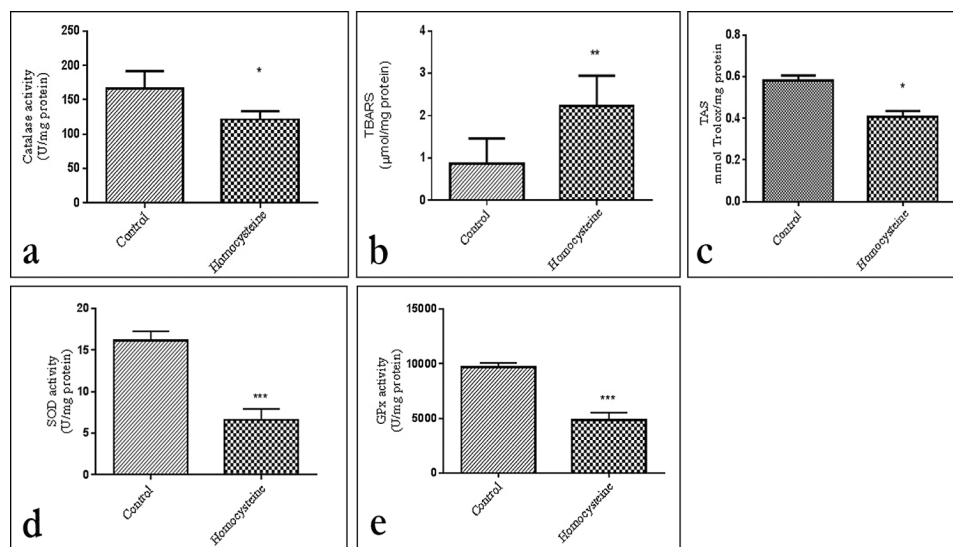 250
200
150
100
50
0
Catalase activity
(U/mg protein)
*
Control
Homocysteine
a
4
3
2
1
0
TBARS
(µmol/mg protein)
**
Control
Homocysteine
b
0.8
0.6
0.4
0.2
0.0
TAS
mmol Trolox/mg protein
*
Control
Homocysteine
c
20
15
10
5
0
SOD activity
(U/mg protein)
***
Control
Homocysteine
d
15000
10000
5000
0
GPx activity
(U/mg protein)
***
Control
Homocysteine
e